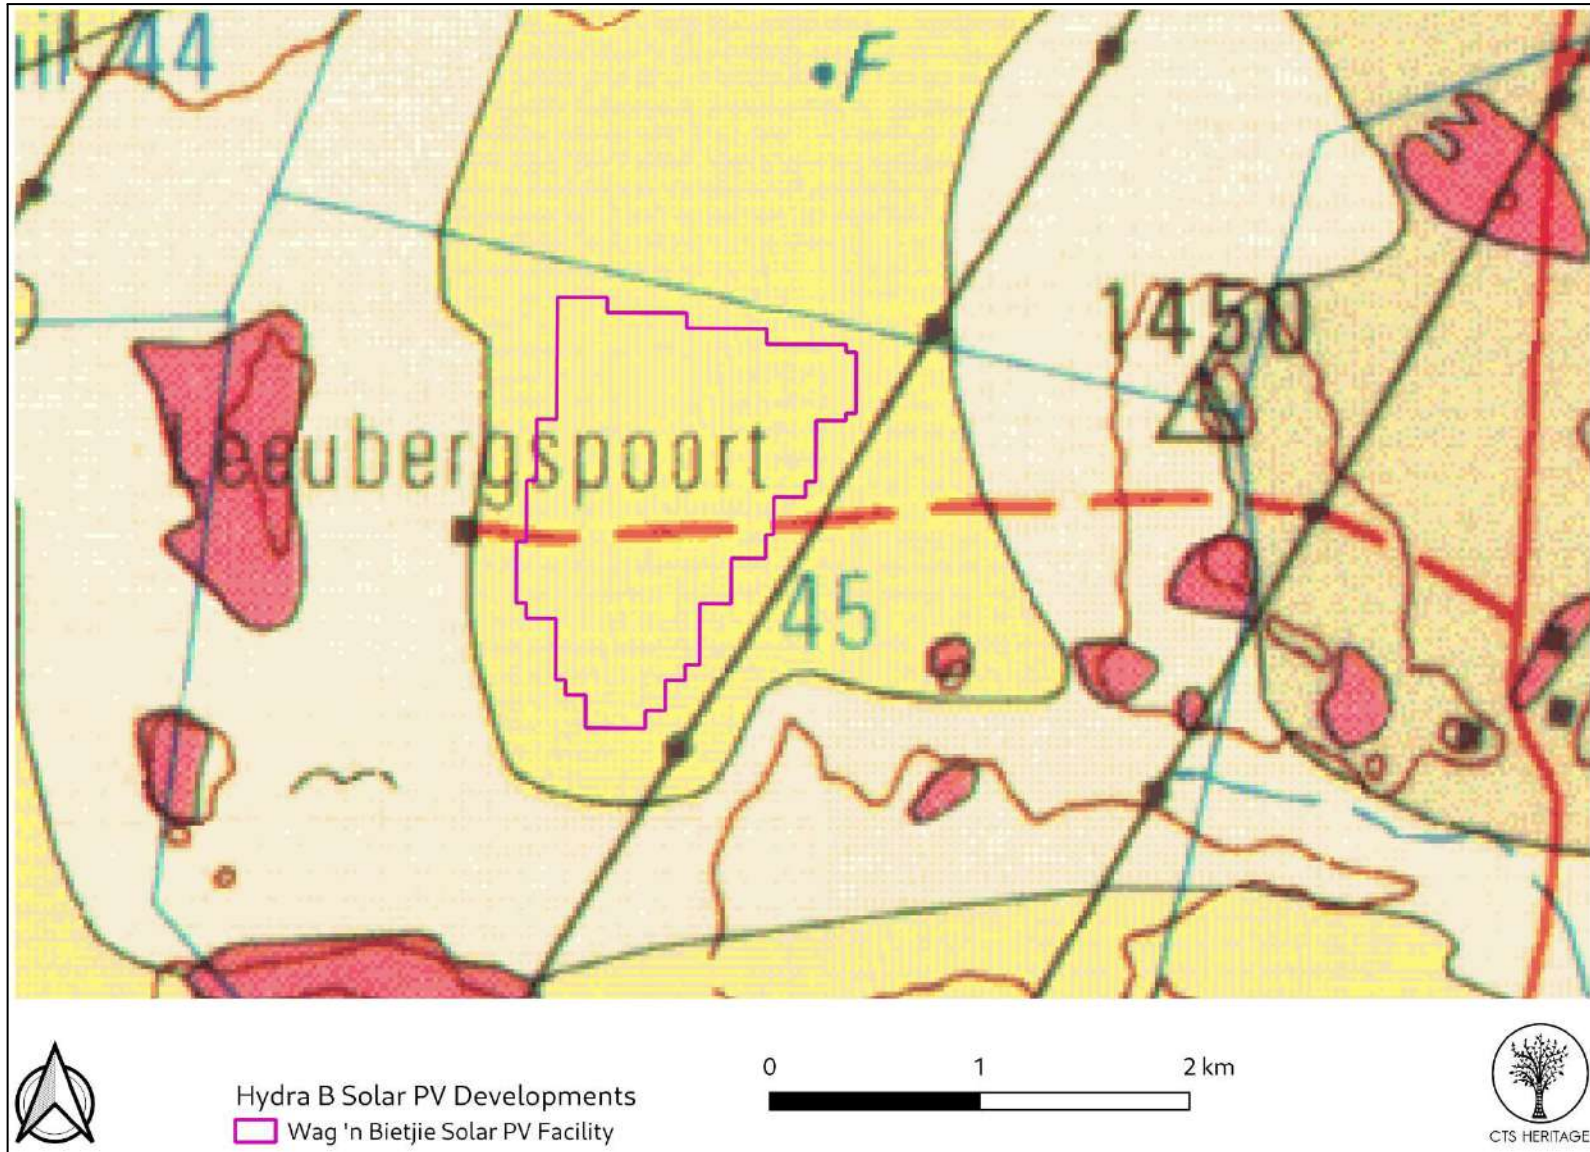 44
F
1450
Leeubergspoort
45
0 1 2 km
Hydra B Solar PV Developments
Wag 'n Bietjie Solar PV Facility
CTS HERITAGE